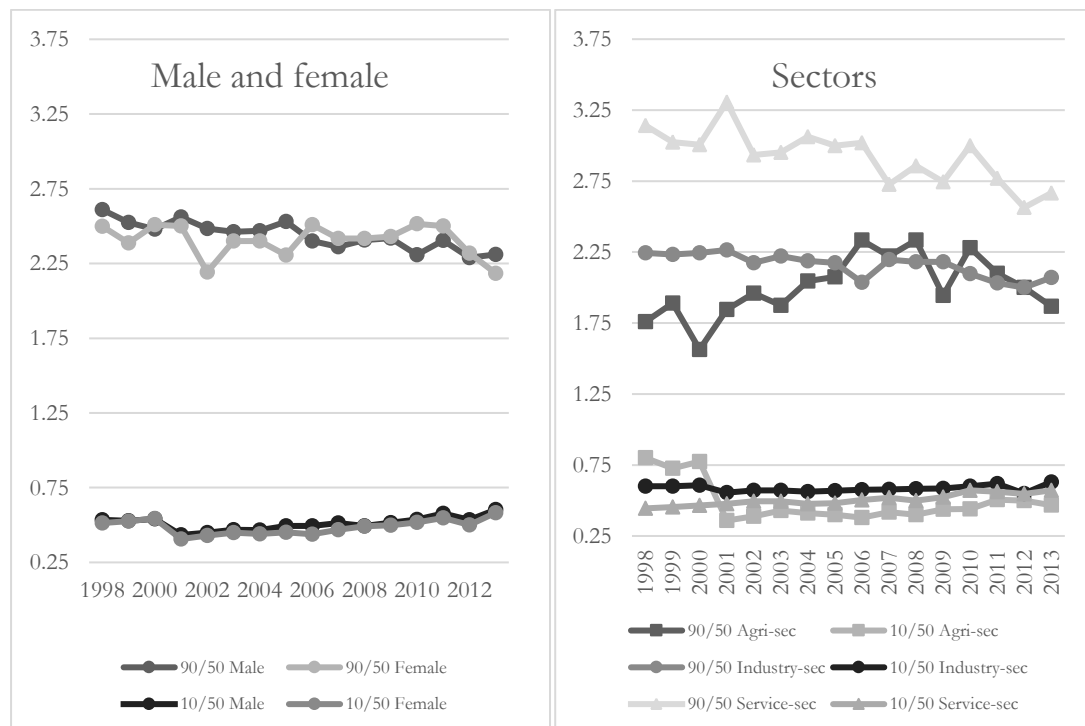 Male and female
3.75
3.25
2.75
2.25
1.75
1.25
0.75
0.25
1998 2000 2002 2004 2006 2008 2010 2012
90/50 Male 90/50 Female
10/50 Male 10/50 Female
Sectors
3.75
3.25
2.75
2.25
1.75
1.25
0.75
0.25
1998 1999 2000 2001 2002 2003 2004 2005 2006 2007 2008 2009 2010 2011 2012 2013
90/50 Agri-sec 10/50 Agri-sec
90/50 Industry-sec 10/50 Industry-sec
90/50 Service-sec 10/50 Service-sec